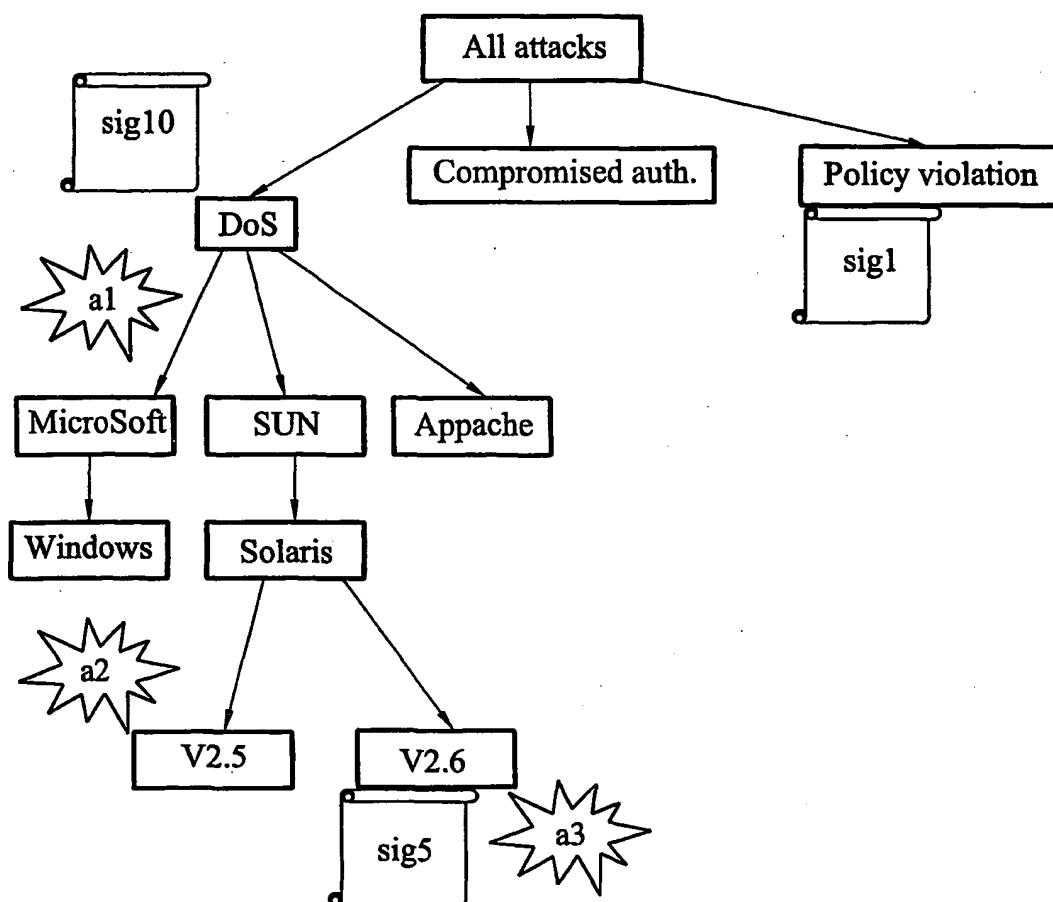 All attacks
sig10
Compromised auth.
Policy violation
DoS
sig1
a1
MicroSoft
SUN
Appache
Windows
Solaris
a2
V2.5
V2.6
sig5
a3